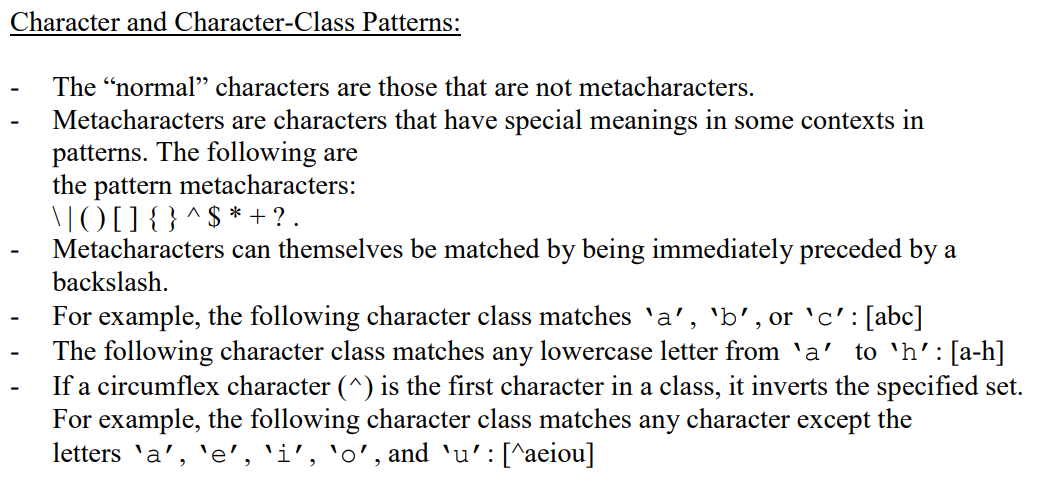 Character and Character-Class Patterns:
- The “normal” characters are those that are not metacharacters.
- Metacharacters are characters that have special meanings in some contexts in
patterns. The following are
the pattern metacharacters:
\ | ( ) [ ] { } ^ $ * + ? .
- Metacharacters can themselves be matched by being immediately preceded by a
backslash.
- For example, the following character class matches ‵a′, ‵b′, or ‵c′: [abc]
- The following character class matches any lowercase letter from ‵a′ to ‵h′: [a-h]
- If a circumflex character (^) is the first character in a class, it inverts the specified set.
For example, the following character class matches any character except the
letters ‵a′, ‵e′, ‵i′, ‵o′, and ‵u′: [^aeiou]